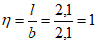 η = l/b = 2,1/2,1 = 1